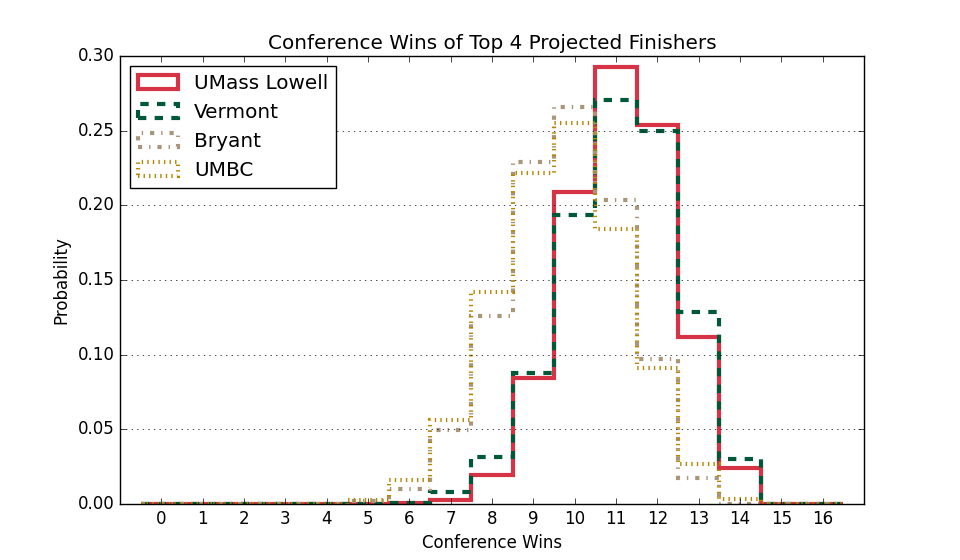 Conference Wins of Top 4 Projected Finishers
0.30
0.25
0.20
0.15
0.10
0.05
0.00
Probability
UMass Lowell
Vermont
Bryant
UMBC
0 1 2 3 4 5 6 7 8 9 10 11 12 13 14 15 16
Conference Wins